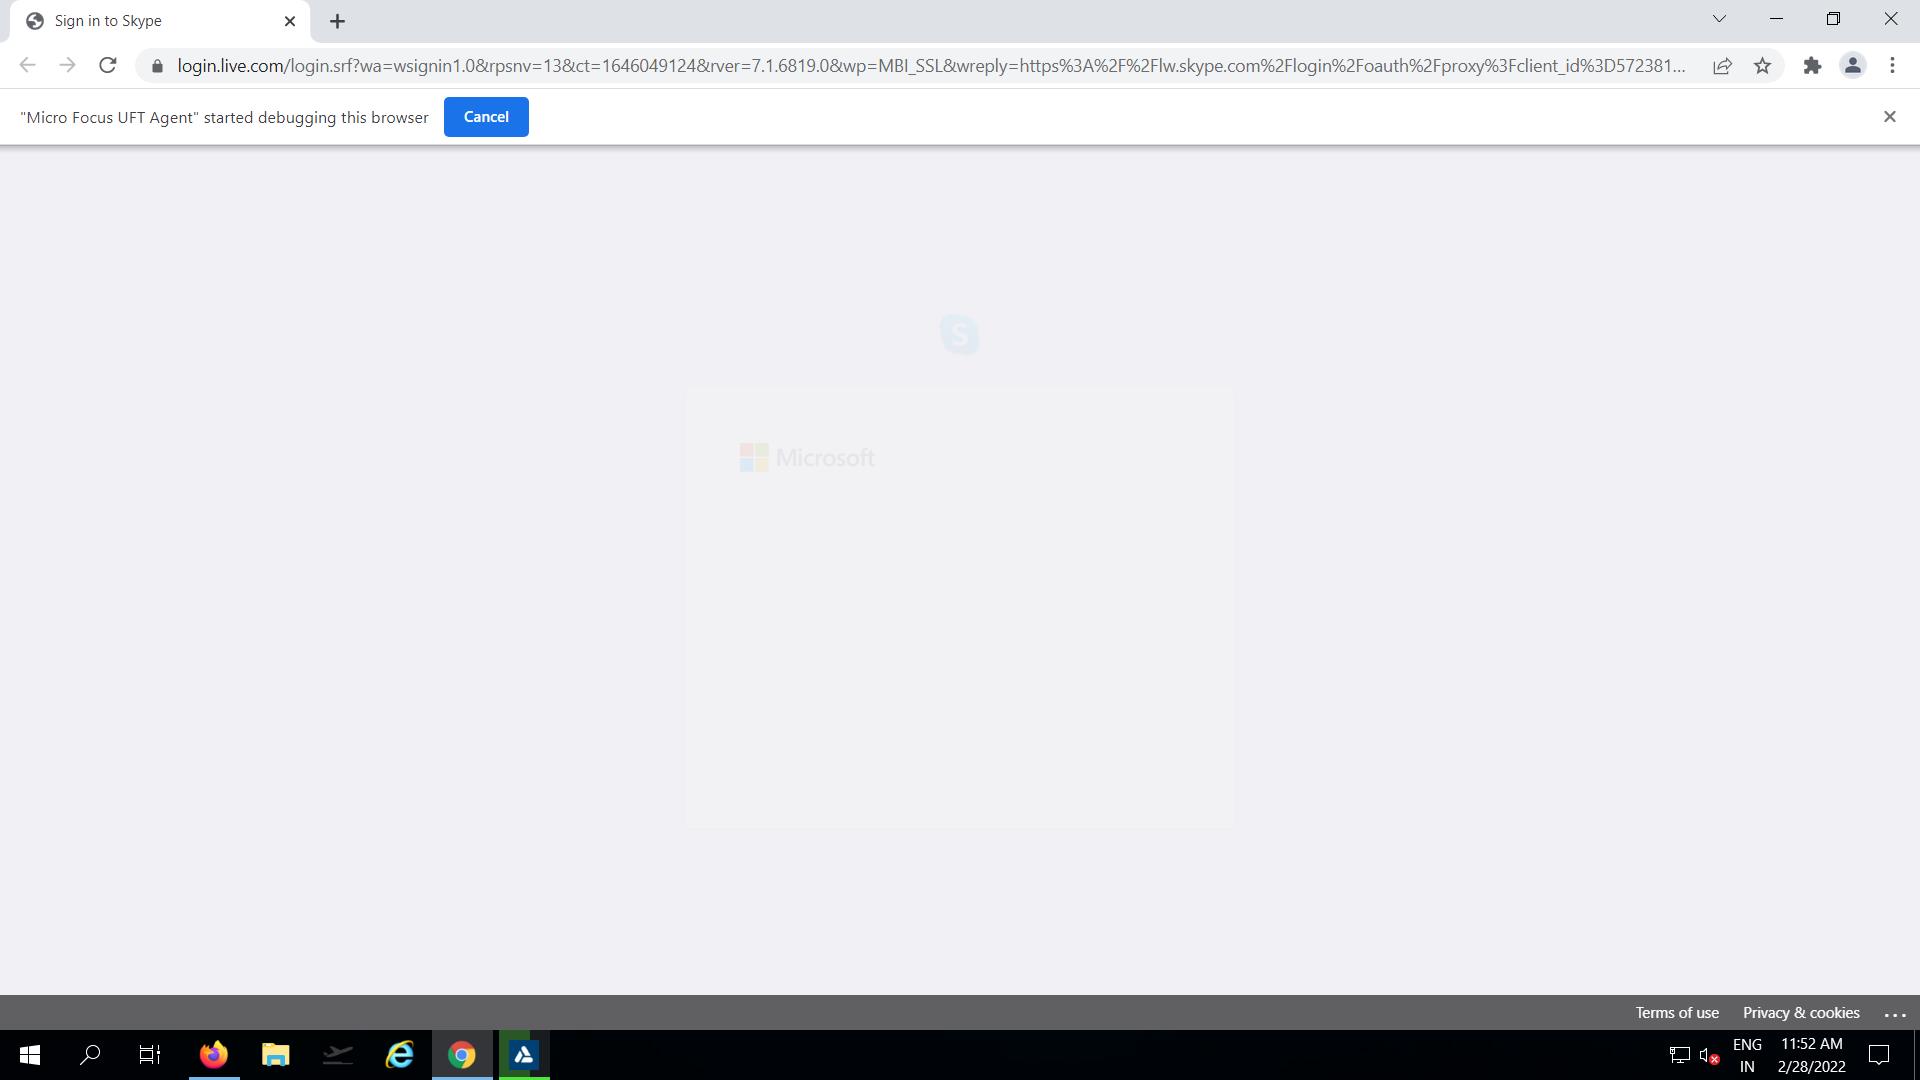 Sign in to Skype
login.live.com/login.srf?wa=wsignin1.0&rpsnv=13&ct=1646049124&rver=7.1.6819.0&wp=MBI_SSL&wreply=https%3A%2F%2Flw.skype.com%2Flogin%2Foauth%2Fproxy%3Fclient_id%3D572381...
"Micro Focus UFT Agent" started debugging this browser Cancel
S
Microsoft
Terms of use Privacy & cookies ...
ENG 11:52 AM
IN 2/28/2022